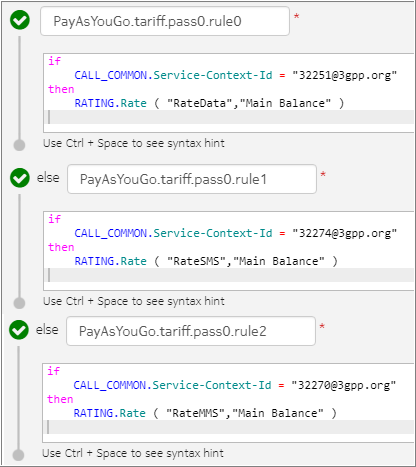 PayAsYouGo.tariff.pass0.rule0 *
if
CALL_COMMON.Service-Context-Id = "32251@3gpp.org"
then
RATING.Rate ( "RateData","Main Balance" )
Use Ctrl + Space to see syntax hint
else PayAsYouGo.tariff.pass0.rule1 *
if
CALL_COMMON.Service-Context-Id = "32274@3gpp.org"
then
RATING.Rate ( "RateSMS","Main Balance" )
Use Ctrl + Space to see syntax hint
else PayAsYouGo.tariff.pass0.rule2 *
if
CALL_COMMON.Service-Context-Id = "32270@3gpp.org"
then
RATING.Rate ( "RateMMS","Main Balance" )
Use Ctrl + Space to see syntax hint